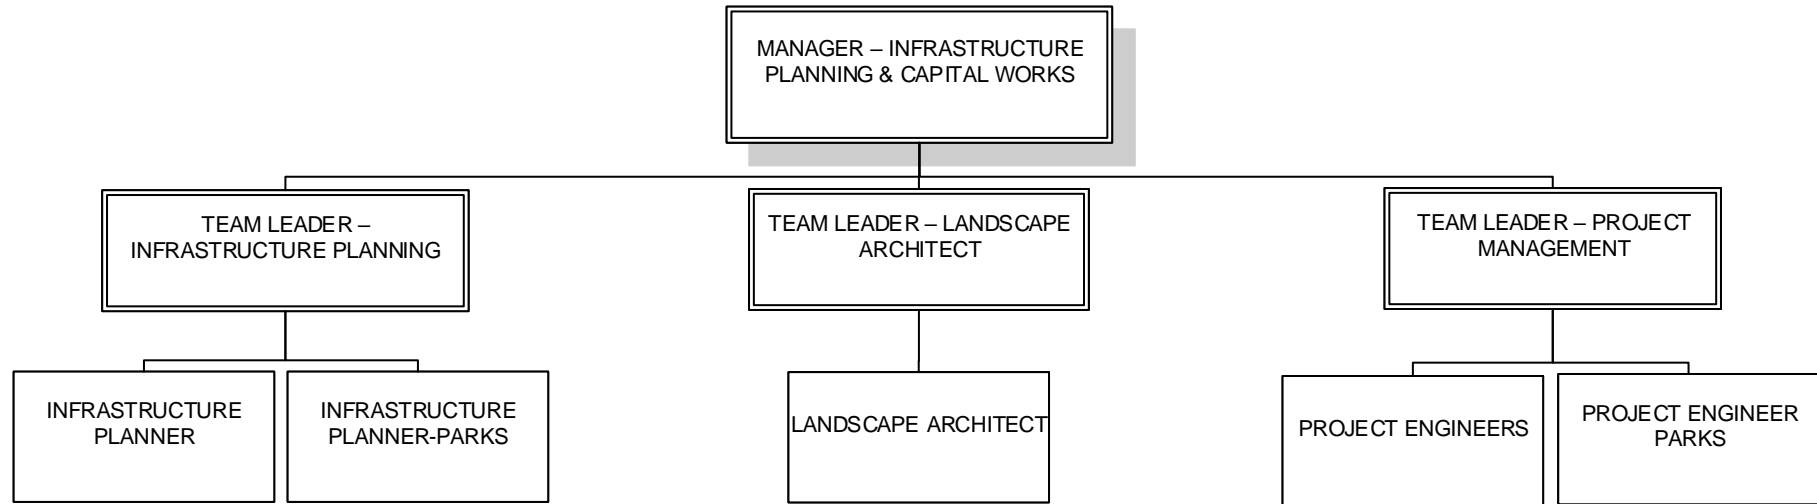 MANAGER – INFRASTRUCTURE
PLANNING & CAPITAL WORKS
TEAM LEADER –
INFRASTRUCTURE PLANNING
TEAM LEADER – LANDSCAPE
ARCHITECT
TEAM LEADER – PROJECT
MANAGEMENT
INFRASTRUCTURE
PLANNER
INFRASTRUCTURE
PLANNER-PARKS
LANDSCAPE ARCHITECT
PROJECT ENGINEERS
PROJECT ENGINEER
PARKS